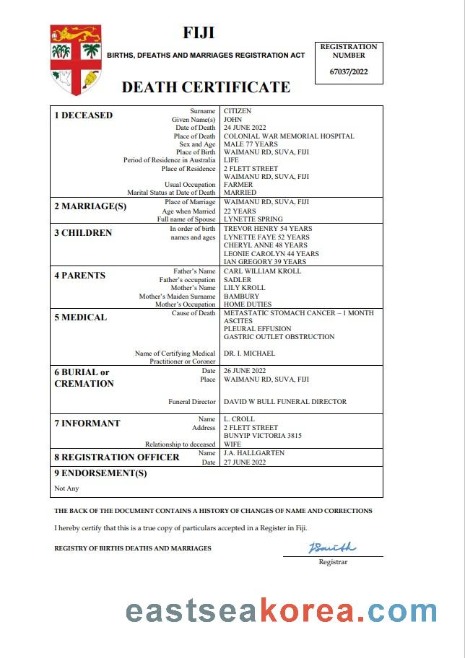 FIJI
BIRTHS, DFEATHS AND MARRIAGES REGISTRATION ACT
REGISTRATION
NUMBER
67037/2022
DEATH CERTIFICATE
1 DECEASED
Surname CITIZEN
Given Name(s) JOHN
Date of Death 24 JUNE 2022
Place of Death COLONIAL WAR MEMORIAL HOSPITAL
Sex and Age MALE 77 YEARS
Place of Birth WAIMANU RD, SUVA, FIJI
Period of Residence in Australia LIFE
Place of Residence 2 FLETT STREET
WAIMANU RD, SUVA, FIJI
Usual Occupation FARMER
Marital Status at Date of Death MARRIED
2 MARRIAGE(S) Place of Marriage WAIMANU RD, SUVA, FIJI
Age when Married 22 YEARS
Full name of Spouse LYNETTE SPRING
3 CHILDREN In order of birth TREVOR HENRY 54 YEARS
names and ages LYNETTE FAYE 52 YEARS
CHERYL ANNE 48 YEARS
LEONIE CAROLYN 44 YEARS
IAN GREGORY 39 YEARS
4 PARENTS Father's Name CARL WILLIAM KROLL
Father's occupation SADLER
Mother's Name LILY KROLL
Mother's Maiden Surname BAMBURY
Mother's Occupation HOME DUTIES
5 MEDICAL Cause of Death METASTATIC STOMACH CANCER – 1 MONTH
ASCITES
PLEURAL EFFUSION
GASTRIC OUTLET OBSTRUCTION
Name of Certifying Medical DR. I. MICHAEL
Practitioner or Coroner
6 BURIAL or Date 26 JUNE 2022
CREMATION Place WAIMANU RD, SUVA, FIJI
Funeral Director DAVID W BULL FUNERAL DIRECTOR
7 INFORMANT Name L. CROLL
Address 2 FLETT STREET
BUNYIP VICTORIA 3815
Relationship to deceased WIFE
8 REGISTRATION OFFICER Name J.A. HALLGARTEN
Date 27 JUNE 2022
9 ENDORSEMENT(S)
Not Any
THE BACK OF THE DOCUMENT CONTAINS A HISTORY OF CHANGES OF NAME AND CORRECTIONS
I hereby certify that this is a true copy of particulars accepted in a Register in Fiji.
REGISTRY OF BIRTHS DEATHS AND MARRIAGES
JSmith
Registrar
eastseakorea.com